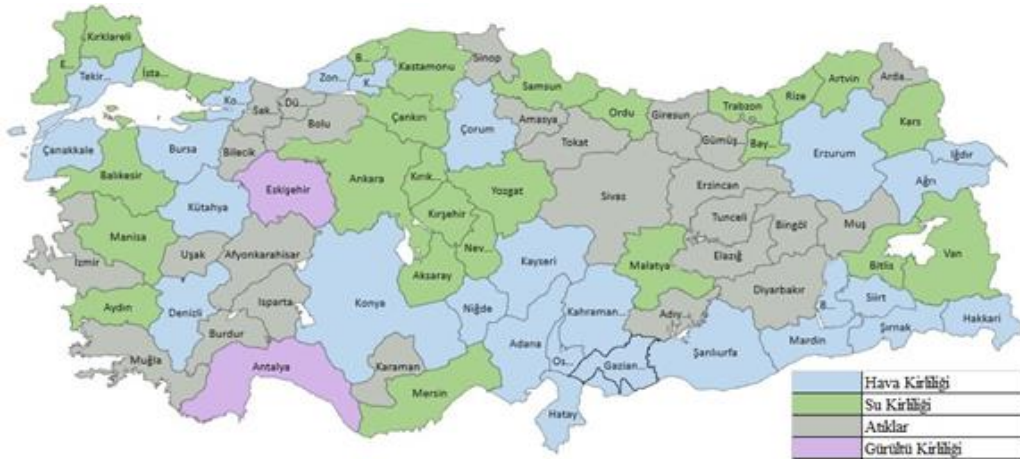 Kırklareli
E...
Tekir...
İsta...
Ko...
Çanakkale
Bursa
Balıkesir
Kütahya
Bilecik
Sak...
Dü...
Bolu
Zon...
B...
K...
Kastamonu
Sinop
Çankırı
Çorum
Samsun
Amasya
Tokat
Ordu
Giresun
Gümüş...
Trabzon
Bay...
Rize
Artvin
Arda...
Kars
Erzurum
Iğdır
Ağrı
Eskişehir
Ankara
Kırık...
Kırşehir
Yozgat
Sivas
Erzincan
Tunceli
Bingöl
Muş
Elazığ
Malatya
Diyarbakır
Bitlis
Van
Manisa
İzmir
Uşak
Afyonkarahisar
Aydın
Denizli
Isparta
Burdur
Muğla
Antalya
Konya
Aksaray
Nev...
Niğde
Kayseri
Karaman
Mersin
Adana
Kahraman...
Os...
Adıy...
Gazian...
Hatay
Şanlıurfa
Mardin
B...
Siirt
Şırnak
Hakkari
Hava Kirliliği
Su Kirliliği
Atıklar
Gürültü Kirliliği